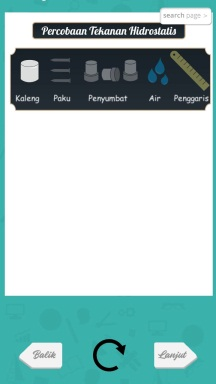 search page >
Percobaan Tekanan Hidrostatis
Kaleng Paku Penyumbat Air Penggaris
Balik Lanjut